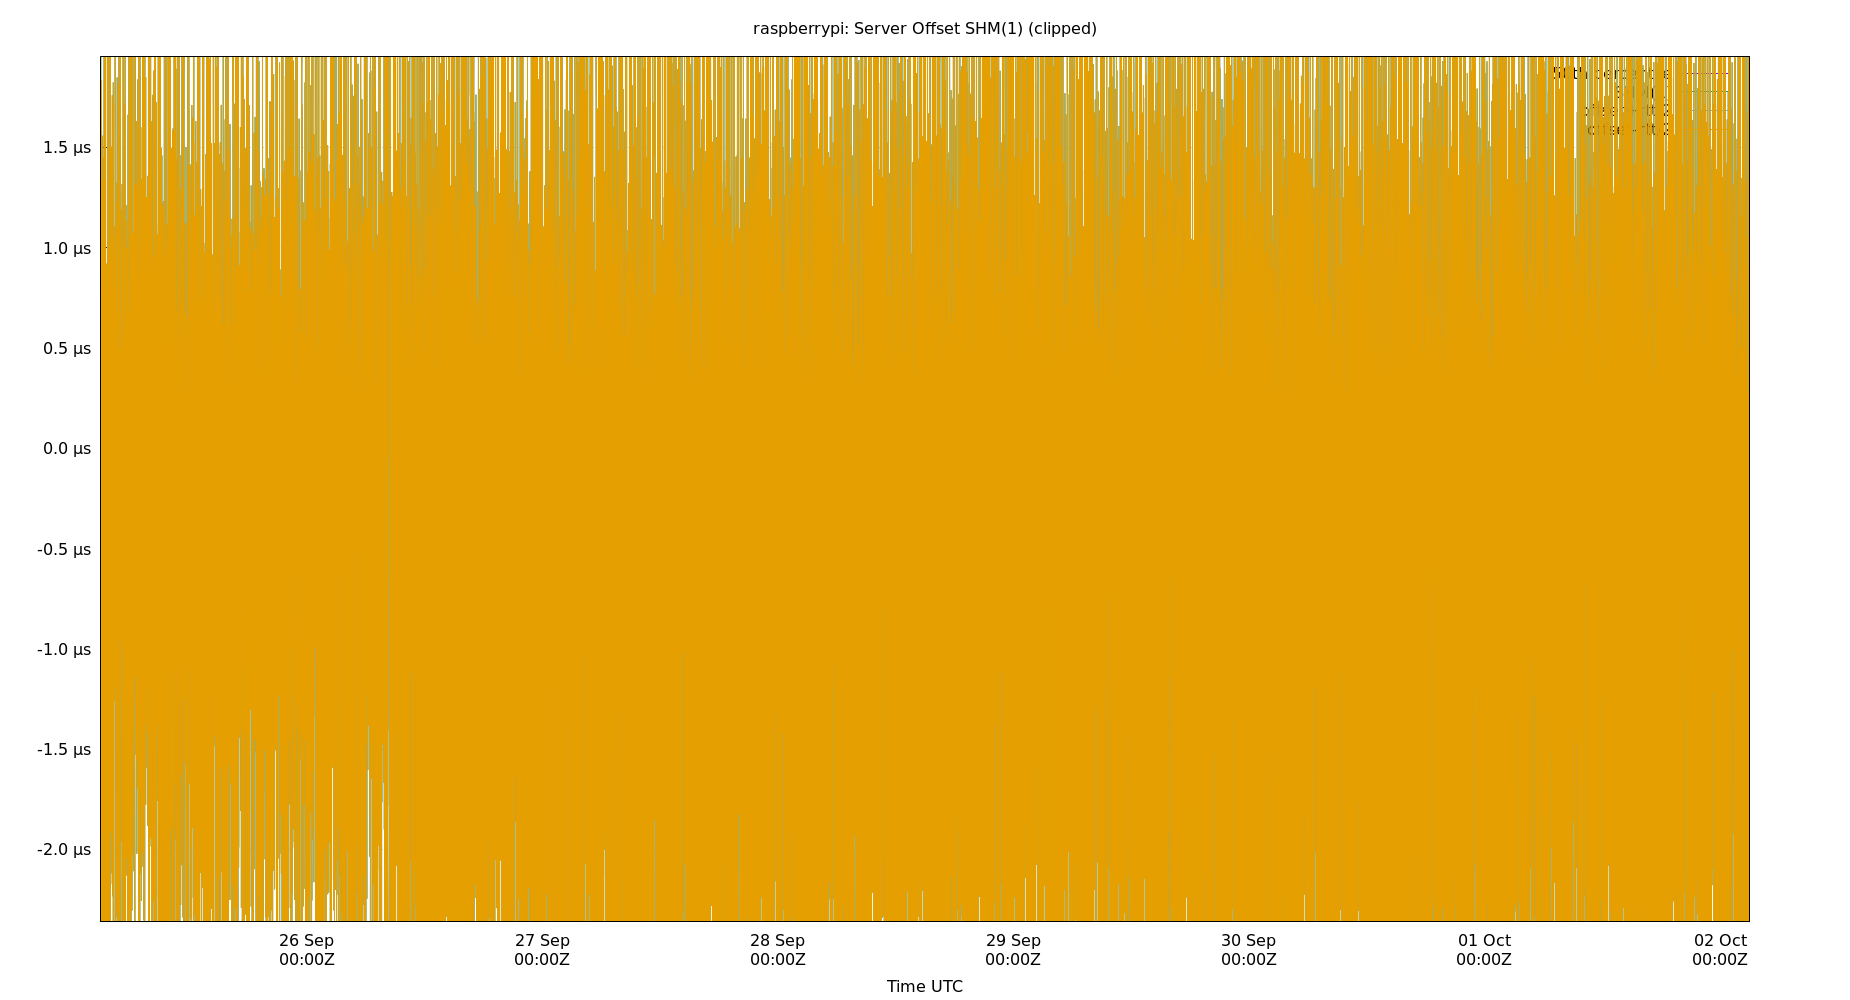 raspberrypi: Server Offset SHM(1) (clipped)
1.5 µs
1.0 µs
0.5 µs
0.0 µs
-0.5 µs
-1.0 µs
-1.5 µs
-2.0 µs
26 Sep
00:00Z
27 Sep
00:00Z
28 Sep
00:00Z
29 Sep
00:00Z
30 Sep
00:00Z
01 Oct
00:00Z
02 Oct
00:00Z
Time UTC